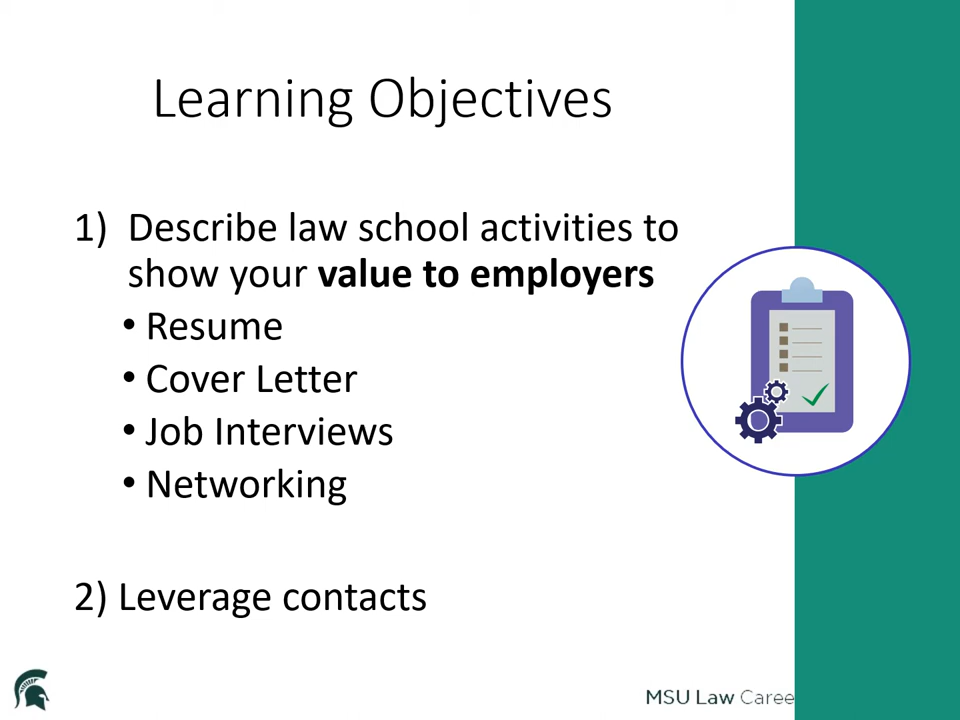 Learning Objectives
1) Describe law school activities to
show your value to employers
• Resume
• Cover Letter
• Job Interviews
• Networking
2) Leverage contacts
MSU Law Caree